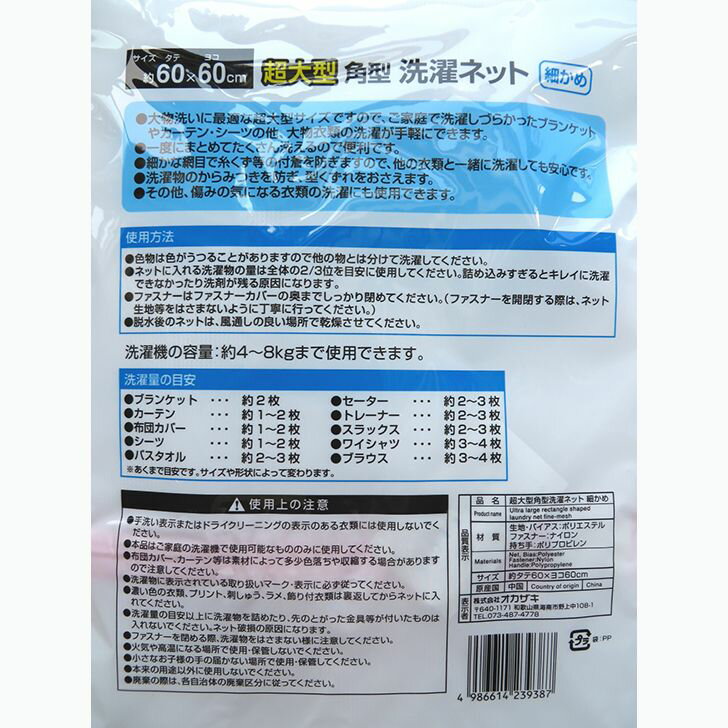 サイズ タテ ヨコ
約60×60cm 超大型 角型 洗濯ネット 細かめ
●大物洗いに最適な超大型サイズですので、ご家庭で洗濯しづらかったブランケット
やカーテン・シーツの他、大物衣類の洗濯が手軽にできます。
●一度にまとめてたくさん洗えるので便利です。
●細かな網目で糸くず等の付着を防ぎますので、他の衣類と一緒に洗濯しても安心です。
●洗濯物のからみつきを防ぎ、型くずれをおさえます。
●その他、傷みの気になる衣類の洗濯にも使用できます。
使用方法
●色物は色がうつることがありますので他の物とは分けて洗濯してください。
●ネットに入れる洗濯物の量は全体の2/3位を目安に使用してください。詰め込みすぎるとキレイに洗濯
できなかったり洗剤が残る原因になります。
●ファスナーはファスナーカバーの奥までしっかり閉めてください。(ファスナーを開閉する際は、ネット
生地等をはさまないように丁寧に行ってください。)
●脱水後のネットは、風通しの良い場所で乾燥させてください。
洗濯機の容量:約4〜8kgまで使用できます。
洗濯量の目安
●ブランケット … 約2枚 ●セーター … 約2〜3枚
●カーテン … 約1〜2枚 ●トレーナー … 約2〜3枚
●布団カバー … 約1〜2枚 ●スラックス … 約2〜3枚
●シーツ … 約1〜2枚 ●ワイシャツ … 約3〜4枚
●バスタオル … 約2〜3枚 ●ブラウス … 約3〜4枚
※あくまで目安です。サイズや形状によって変わります。
使用上の注意
●手洗い表示またはドライクリーニングの表示のある衣類には使用しないでく
ださい。
●本品はご家庭の洗濯機で使用可能なもののみに使用してください。
●布団カバー、カーテン等は素材によって多少色落ちや収縮する場合があります
ので注意してください。
●洗濯物に表示されている取り扱いマーク・表示に必ず従ってください。
●濃い色の衣類、プリント、刺しゅう、ラメ、飾り付衣類は裏返してからネットに入
れてください。
●洗濯量の目安以上に洗濯物を詰めたり、先のとがった金具等が付いたものは
入れないでください。ネット破損の原因になります。
●ファスナーを閉める際、洗濯物をはさまない様に注意してください。
●火気や高温になる場所で使用・保管しないでください。
●小さなお子様の手の届かない場所で使用・保管してください。
●本来の用途以外に使用しないでください。
●廃棄の際は、各自治体の廃棄区分に従ってください。
品質表示
品名 超大型角型洗濯ネット 細かめ
Product name Ultra large rectangle shaped
laundry net fine-mesh
材質 生地・バイアス:ポリエステル
ファスナー:ナイロン
持ち手:ポリプロピレン
Materials Net, Bias:Polyester
Fastener:Nylon
Handle:Polypropylene
サイズ 約タテ60×ヨコ60cm
原産国 中国 Country of origin China
表示者 株式会社オカザキ
〒640-1171 和歌山県海南市野上中108-1
TEL.073-487-4778
プラ 袋:PP
4 986614 239387